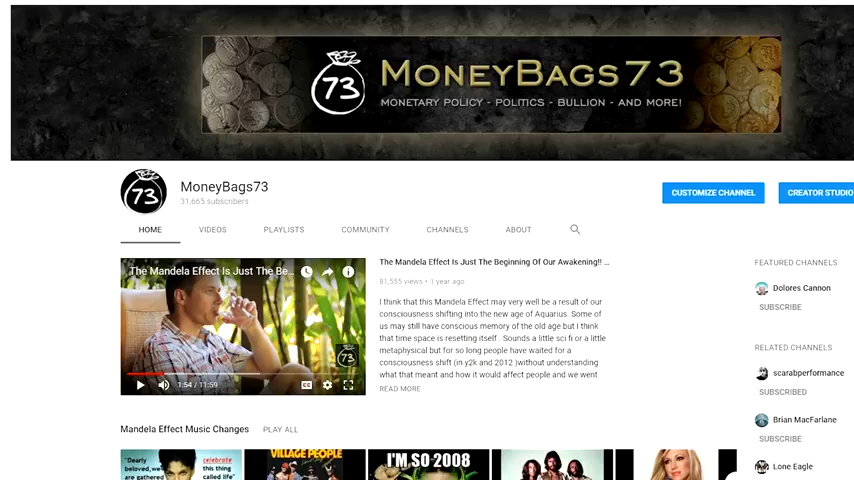 73
MONEYBAGS73
MONETARY POLICY - POLITICS - BULLION - AND MORE!
73
MoneyBags73
31,665 subscribers
CUSTOMIZE CHANNEL
CREATOR STUDIO
HOME
VIDEOS
PLAYLISTS
COMMUNITY
CHANNELS
ABOUT
The Mandela Effect Is Just The Be...
73
1:54 / 11:59
CC
The Mandela Effect Is Just The Beginning Of Our Awakening!! ...
81,555 views • 1 year ago
I think that this Mandela Effect may very well be a result of our
consciousness shifting into the new age of Aquarius. Some of
us may still have conscious memory of the old age but I think
that time space is resetting itself . Sounds a little sci fi or a little
metaphysical but for so long people have waited for a
consciousness shift (in y2k and 2012 )without understanding
what that meant and how it would affect people and we went
READ MORE
FEATURED CHANNELS
Dolores Cannon
SUBSCRIBE
RELATED CHANNELS
scarabperformance
SUBSCRIBED
Brian MacFarlane
SUBSCRIBE
Lone Eagle
Mandela Effect Music Changes
PLAY ALL
"Dearly
beloved,we
are gathered
celebrate
this thing
called life"
VILLAGE PEOPLE
I'M SO 2008